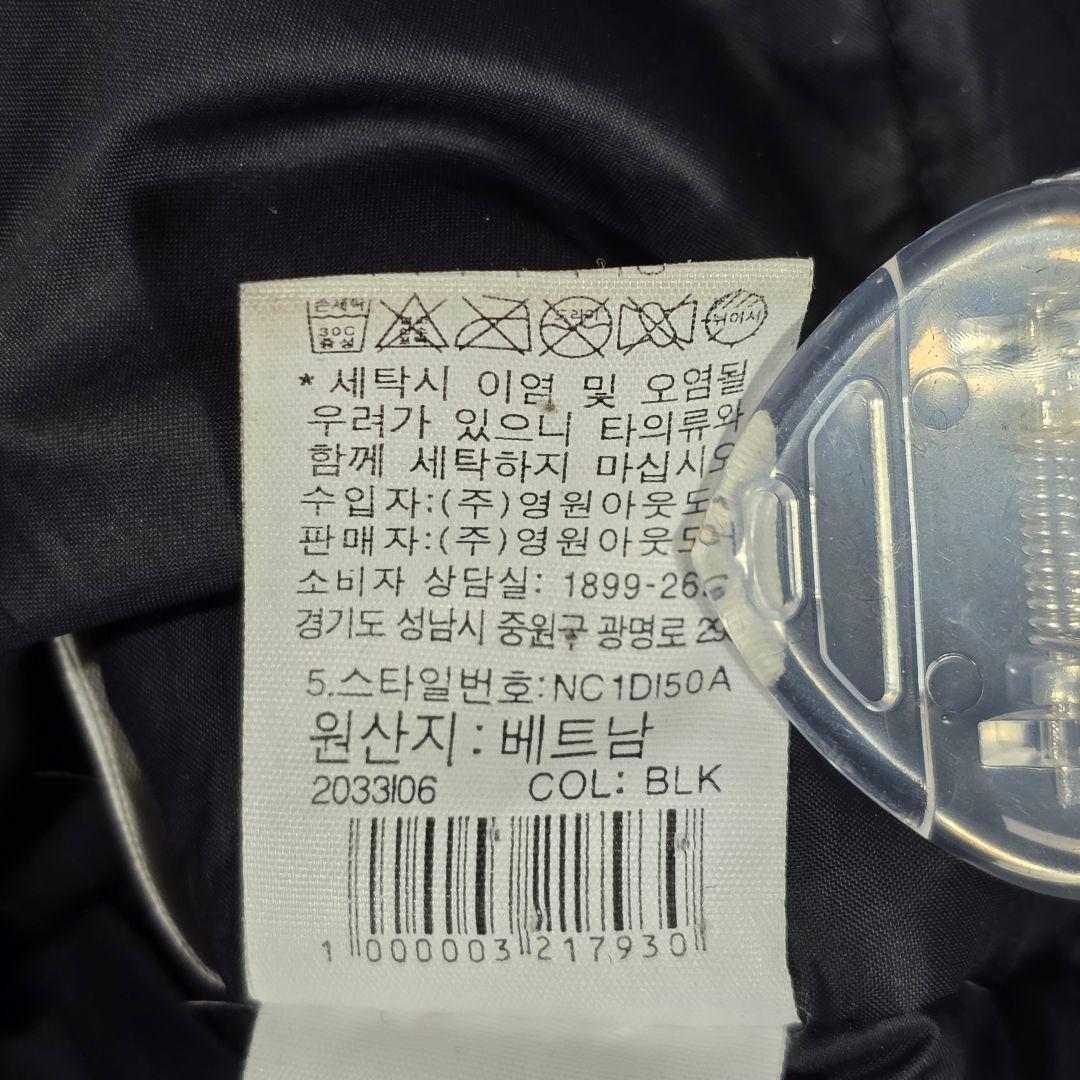 손세탁 30℃ 중성 드라이 뉘어서
* 세탁시 이염 및 오염될
우려가 있으니 타의류와
함께 세탁하지 마십시오
수입자:(주)영원아웃도
판매자:(주)영원아웃도
소비자 상담실: 1899-26
경기도 성남시 중원구 광명로
5.스타일번호:NC1DI50A
원산지:베트남
2033I06 COL: BLK
1 000003 217930